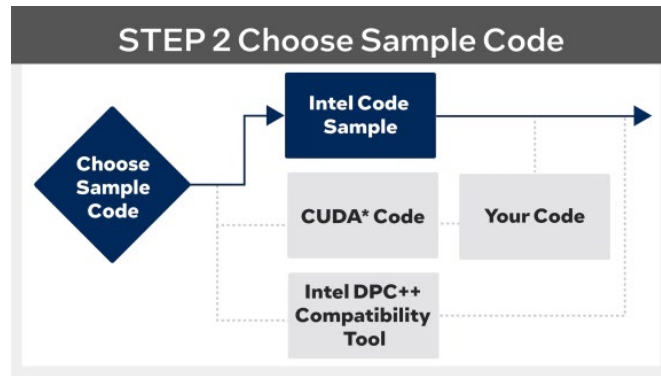 STEP 2 Choose Sample Code
Intel Code
Sample
Choose
Sample
Code
CUDA* Code
Your Code
Intel DPC++
Compatibility
Tool